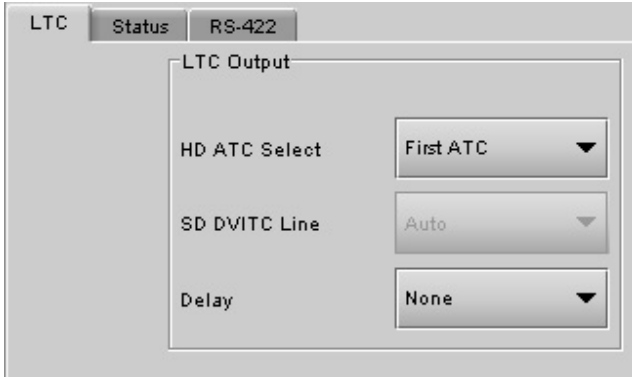 LTC Status RS-422
LTC Output
HD ATC Select First ATC
SD DVITC Line Auto
Delay None